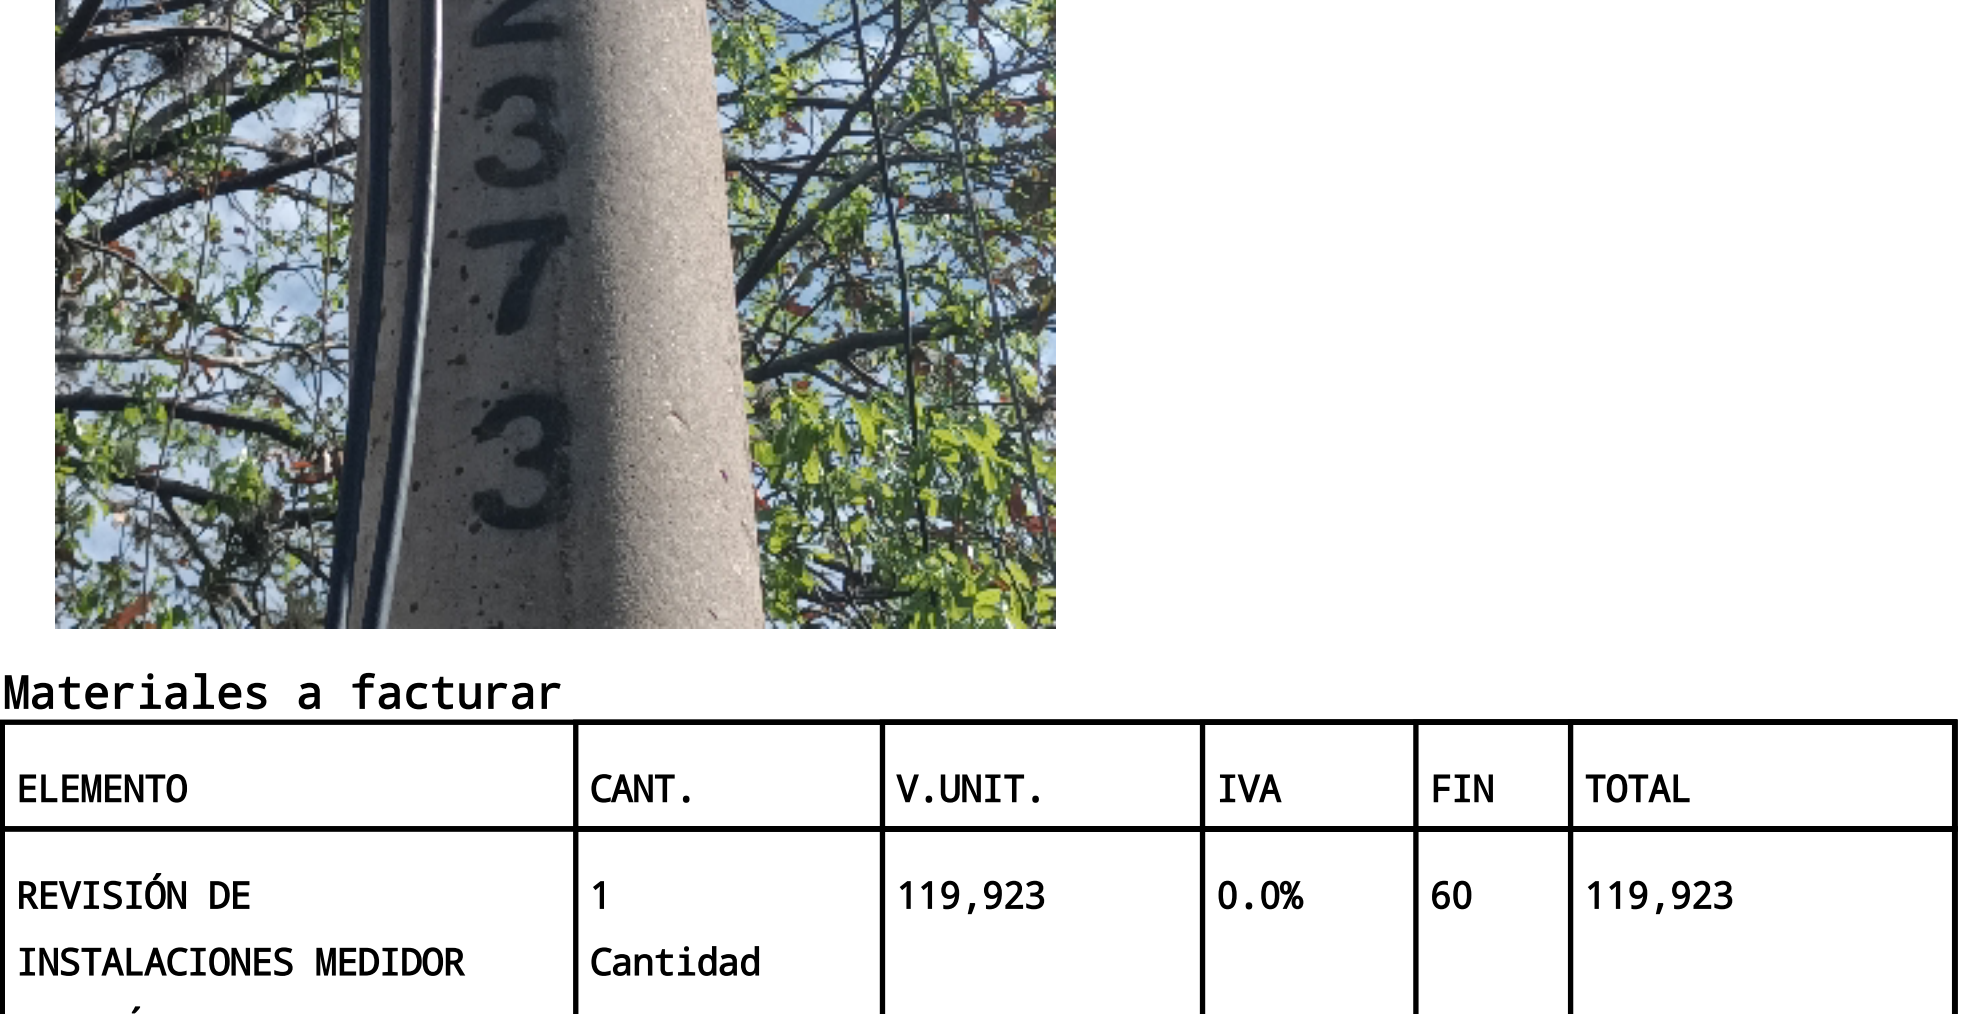 2
3
7
3
Materiales a facturar
ELEMENTO CANT. V.UNIT. IVA FIN TOTAL
REVISIÓN DE 1 119,923 0.0% 60 119,923
INSTALACIONES MEDIDOR Cantidad